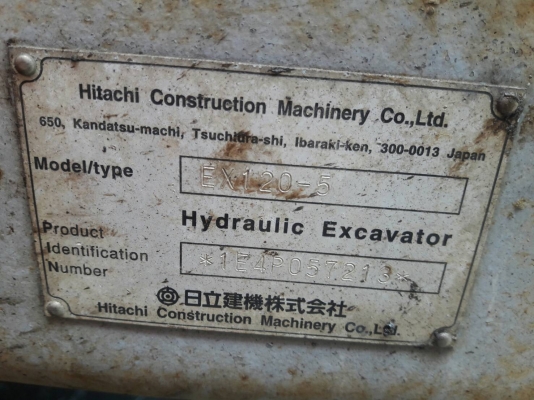 Hitachi Construction Machinery Co.,Ltd.
650, Kandatsu-machi, Tsuchiura-shi, Ibaraki-ken, 300-0013 Japan
Model/type EX120-5
Hydraulic Excavator
Product Identification Number *1E4P057213*
日立建機株式会社
Hitachi Construction Machinery Co.,Ltd.